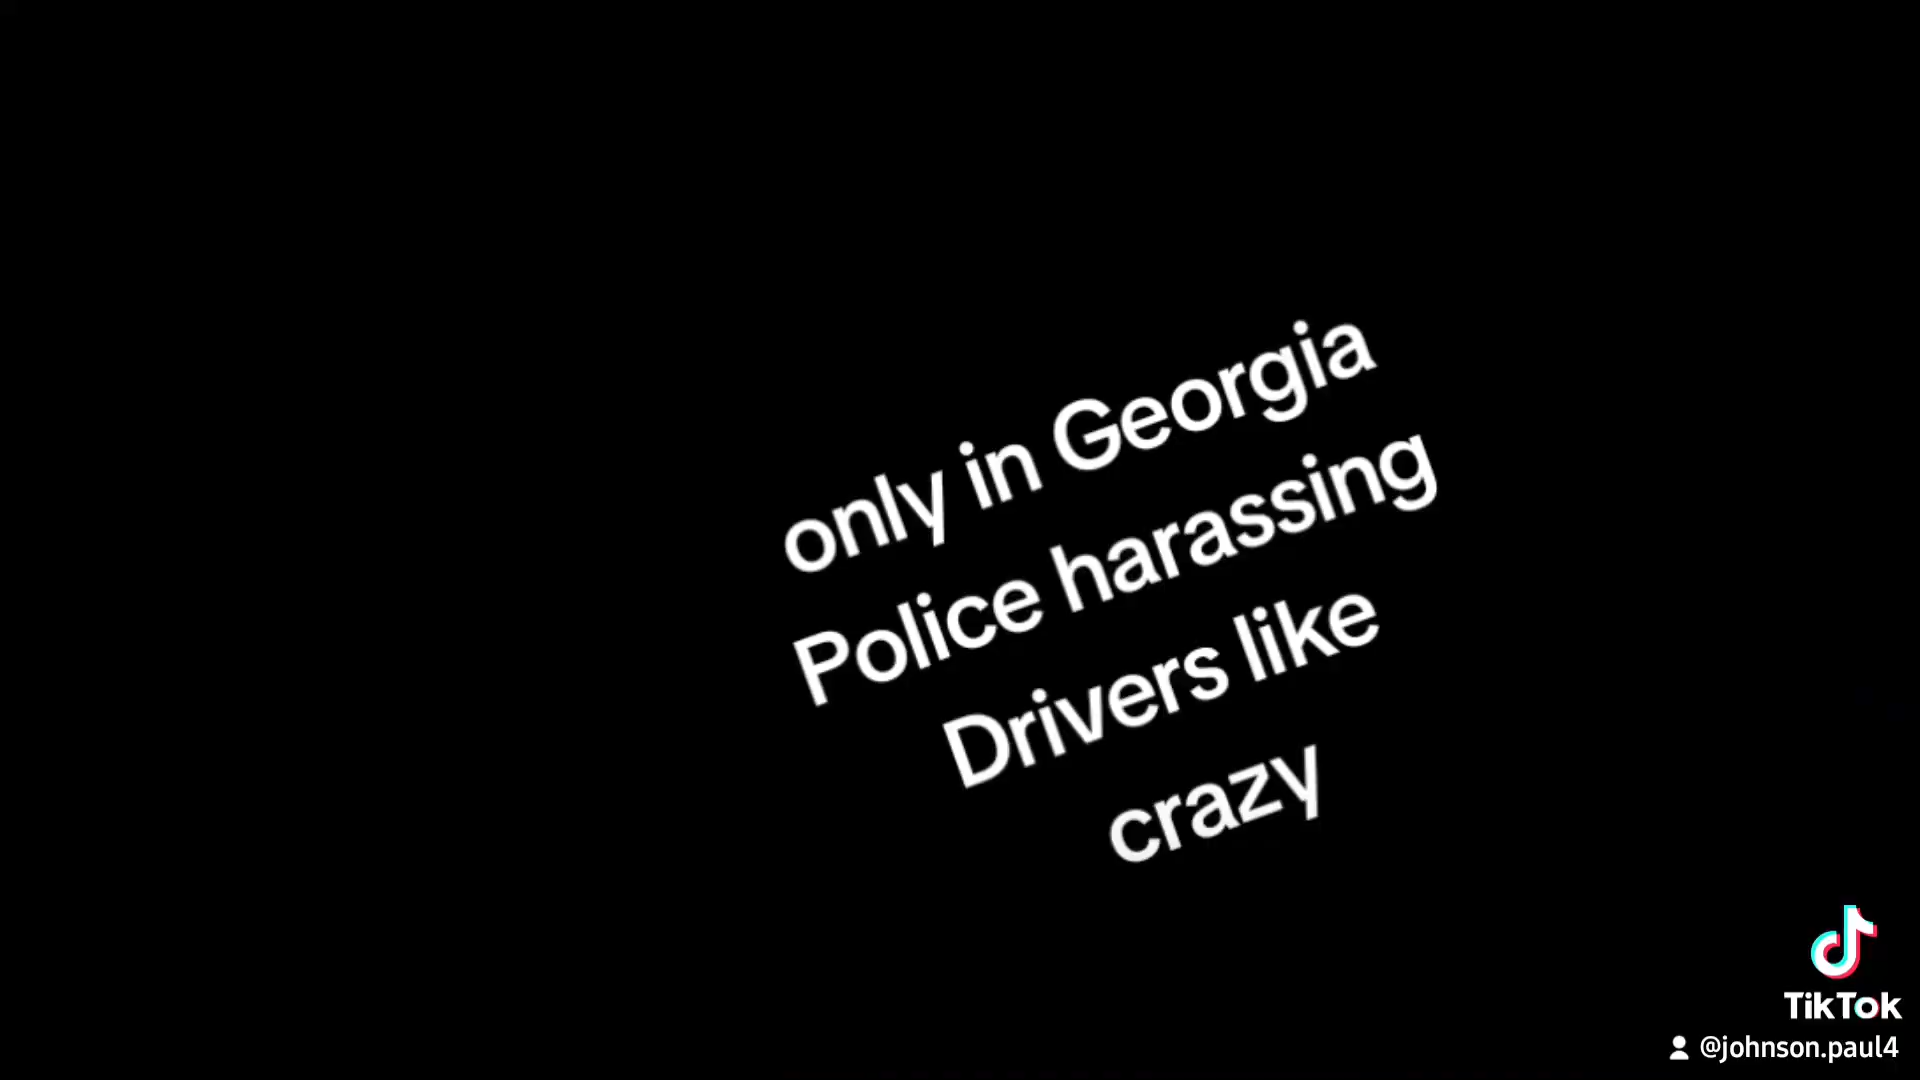 only in Georgia
Police harassing
Drivers like
crazy
TikTok
@johnson.paul4